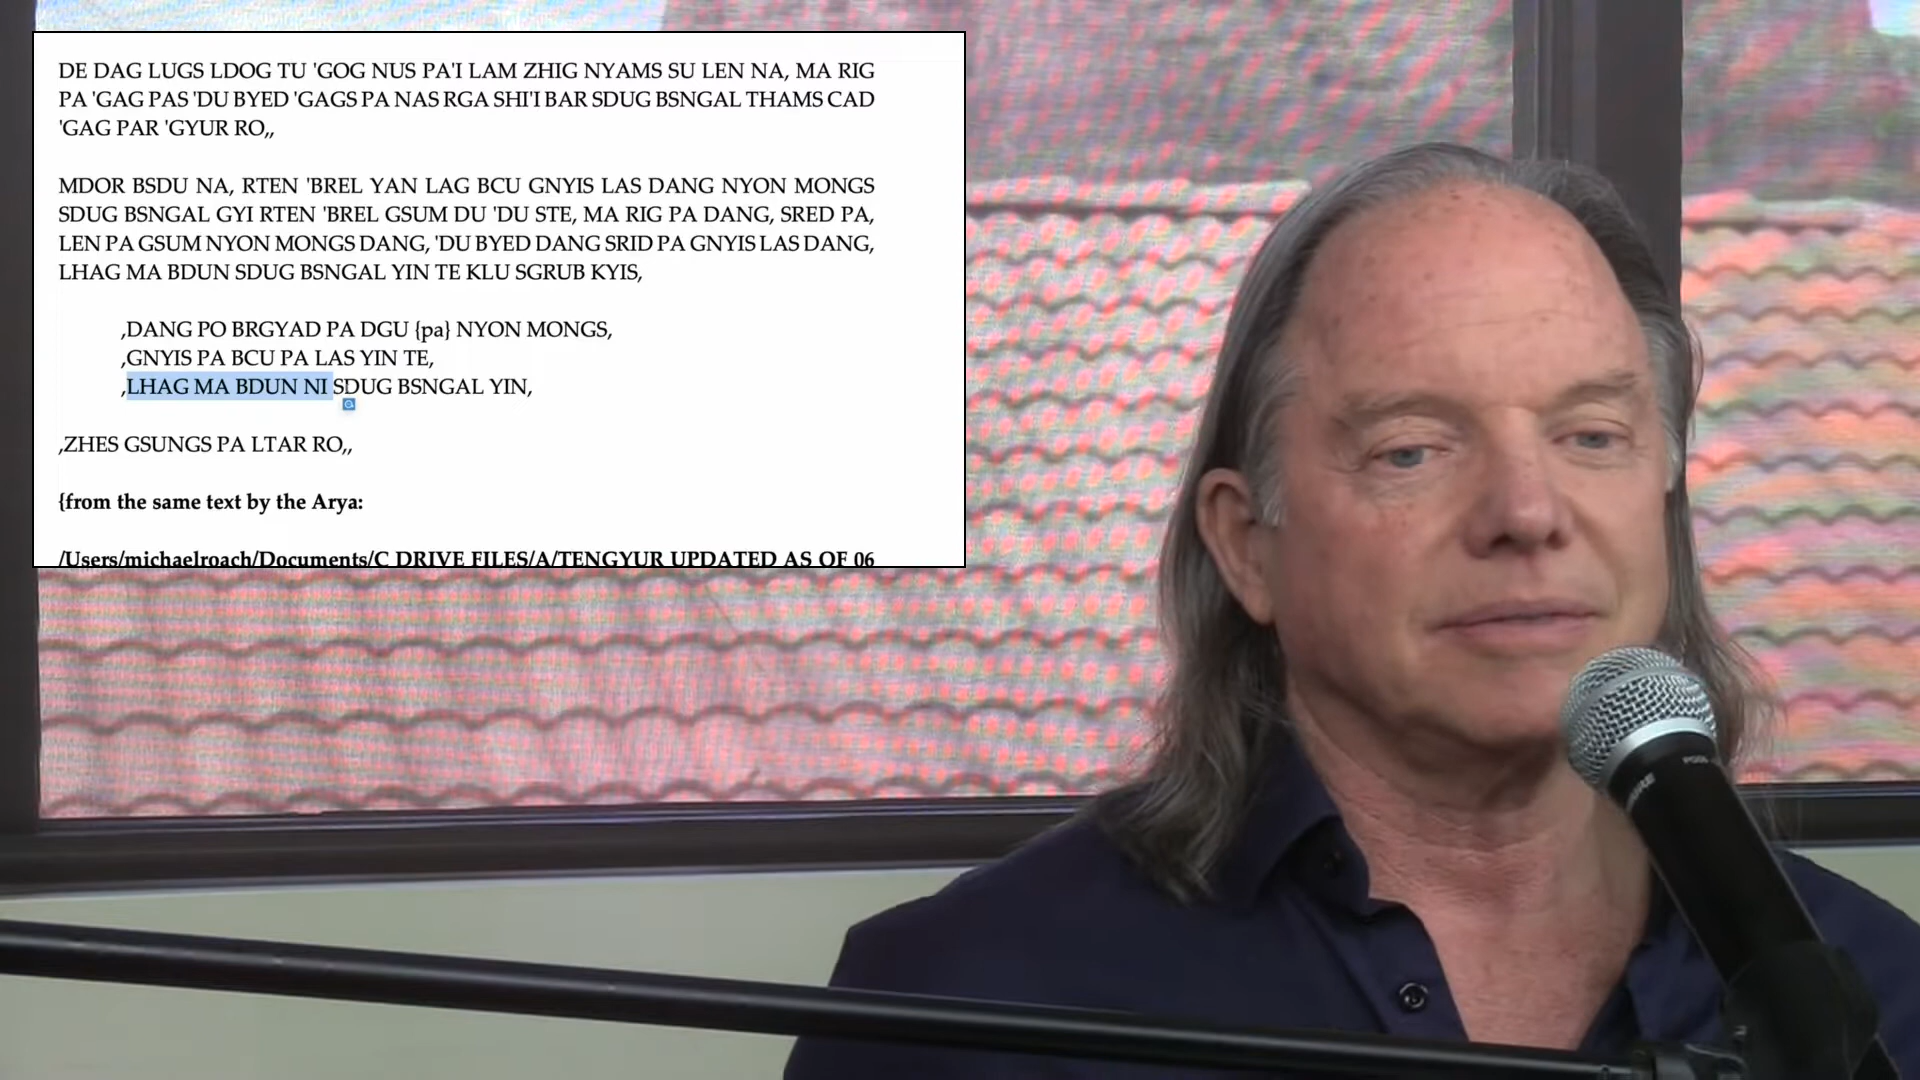 DE DAG LUGS LDOG TU 'GOG NUS PA'I LAM ZHIG NYAMS SU LEN NA, MA RIG
PA 'GAG PAS 'DU BYED 'GAGS PA NAS RGA SHI'I BAR SDUG BSNGAL THAMS CAD
'GAG PAR 'GYUR RO,,
MDOR BSDU NA, RTEN 'BREL YAN LAG BCU GNYIS LAS DANG NYON MONGS
SDUG BSNGAL GYI RTEN 'BREL GSUM DU 'DU STE, MA RIG PA DANG, SRED PA,
LEN PA GSUM NYON MONGS DANG, 'DU BYED DANG SRID PA GNYIS LAS DANG,
LHAG MA BDUN SDUG BSNGAL YIN TE KLU SGRUB KYIS,
,DANG PO BRGYAD PA DGU {pa} NYON MONGS,
,GNYIS PA BCU PA LAS YIN TE,
,LHAG MA BDUN NI SDUG BSNGAL YIN,
,ZHES GSUNGS PA LTAR RO,,
{from the same text by the Arya:
/Users/michaelroach/Documents/C DRIVE FILES/A/TENGYUR UPDATED AS OF 06